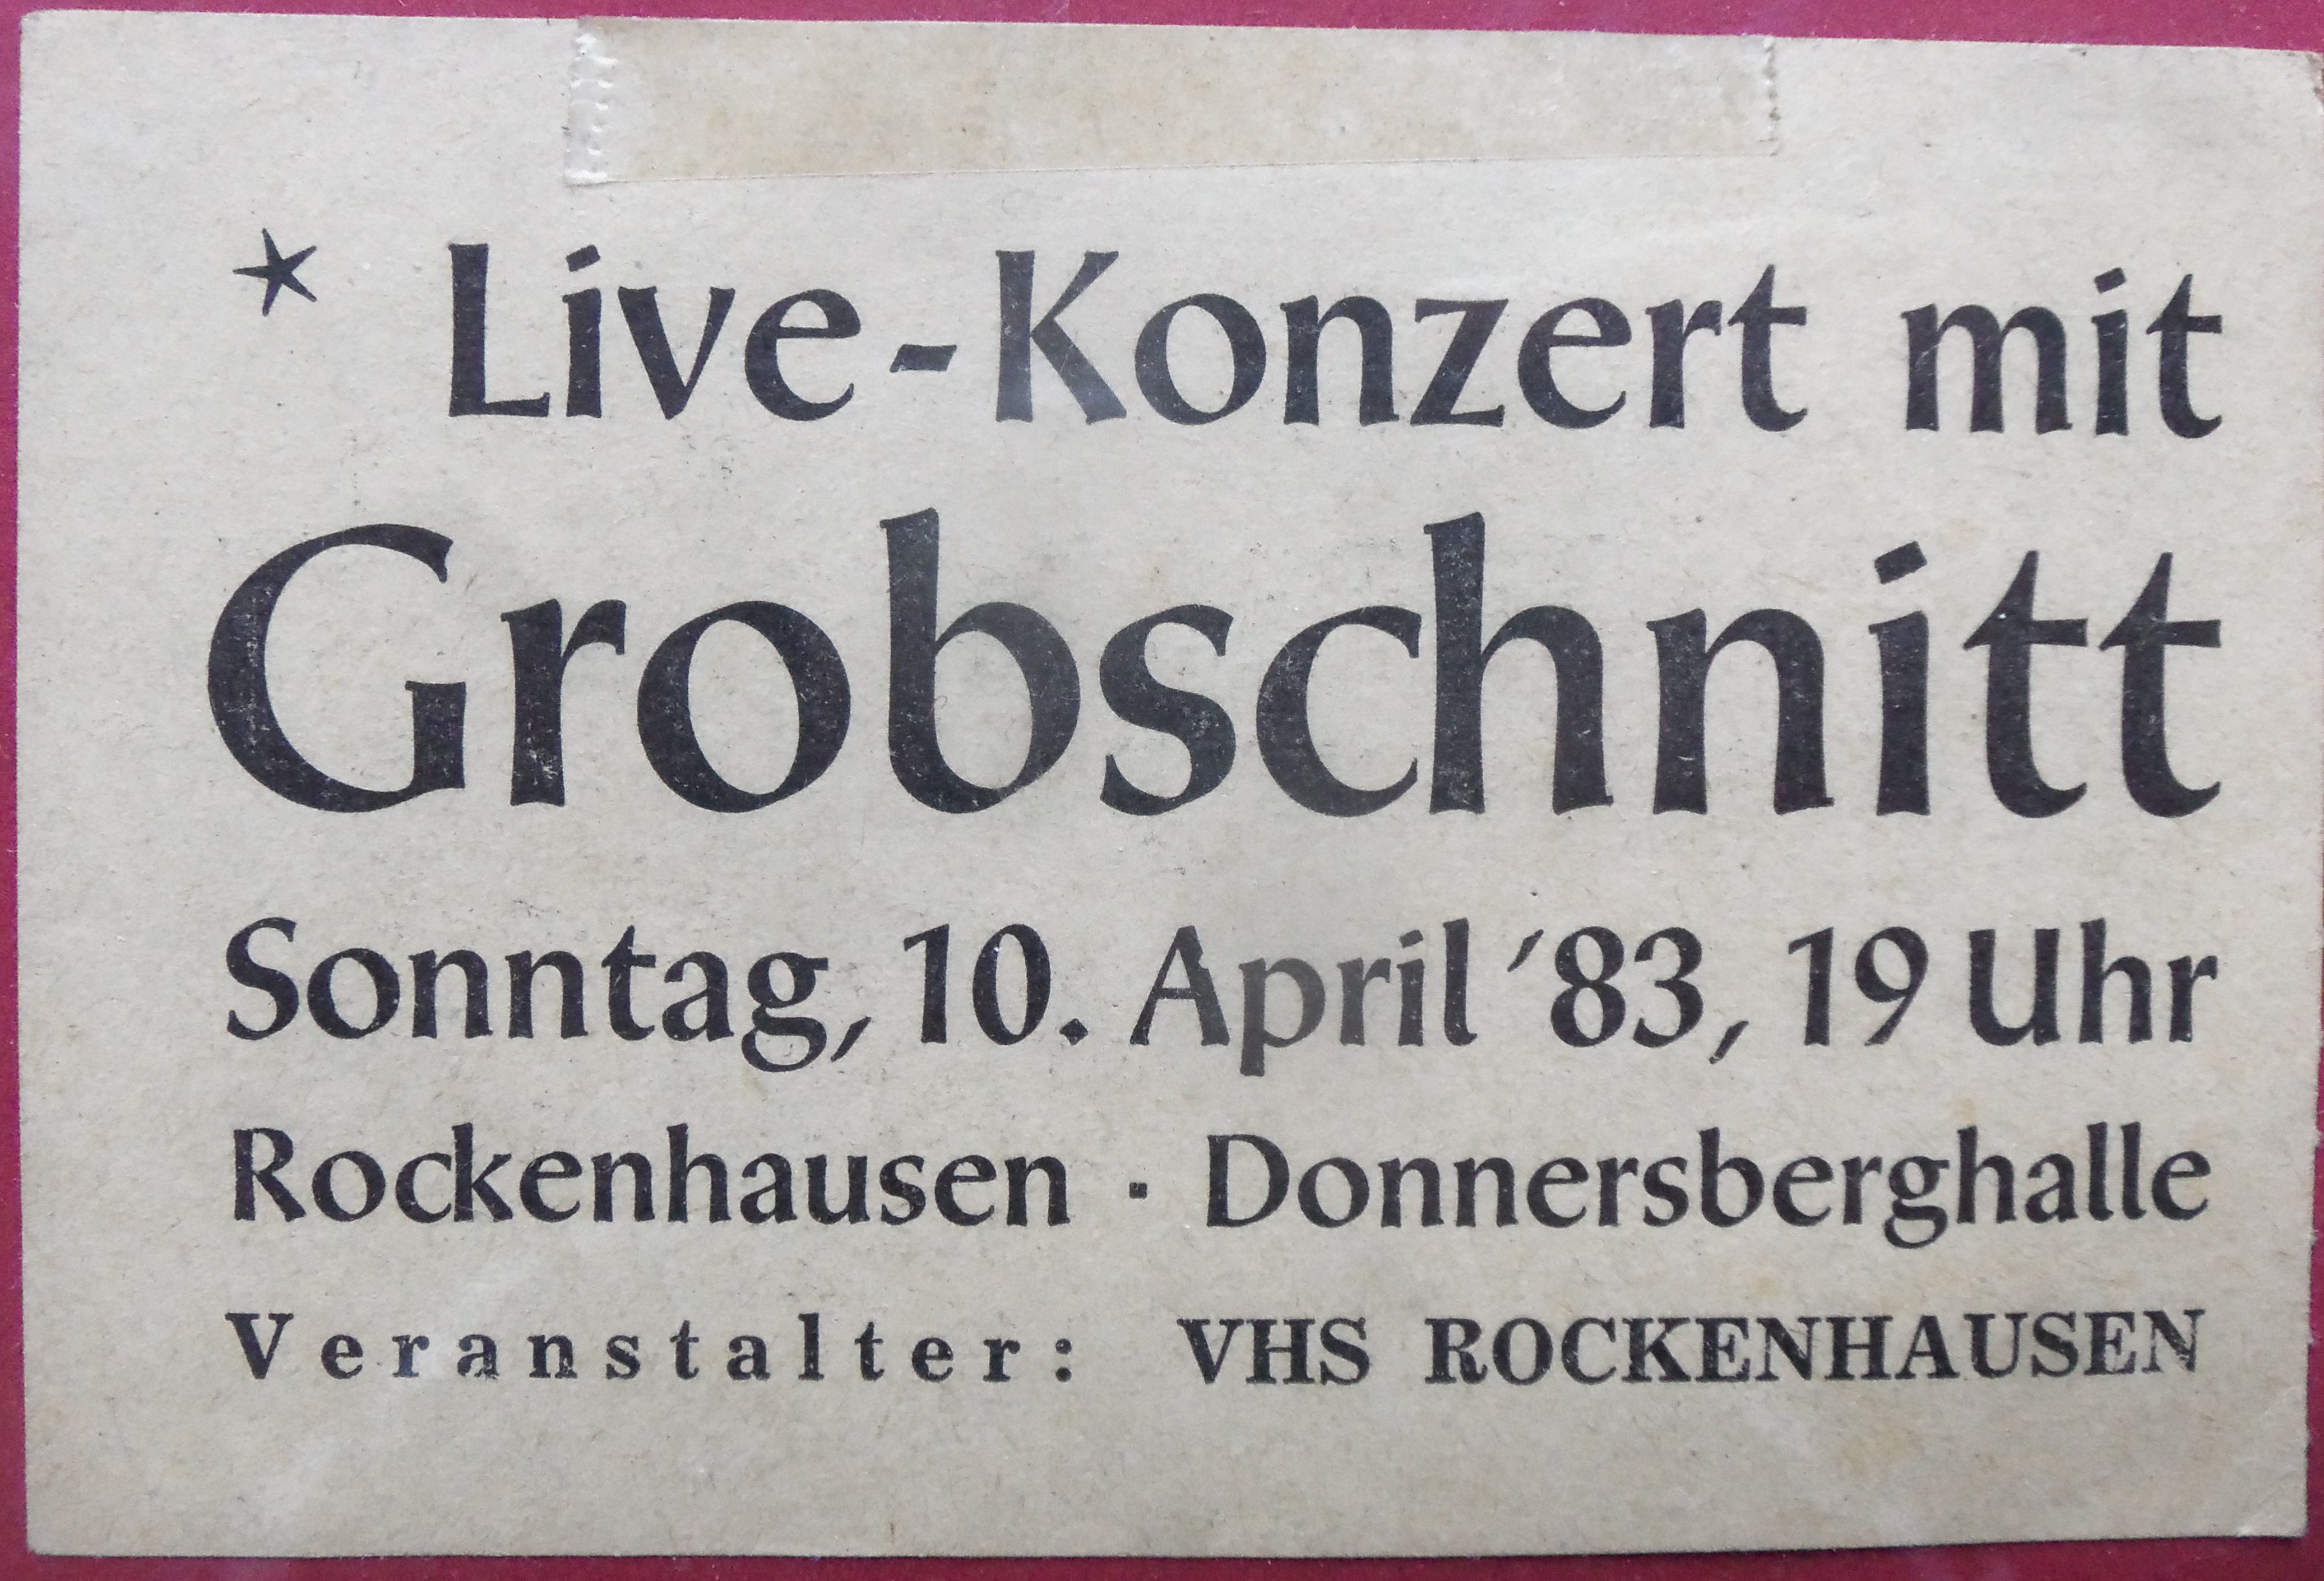 * Live-Konzert mit
Grobschnitt
Sonntag, 10. April '83, 19 Uhr
Rockenhausen · Donnersberghalle
Veranstalter: VHS ROCKENHAUSEN